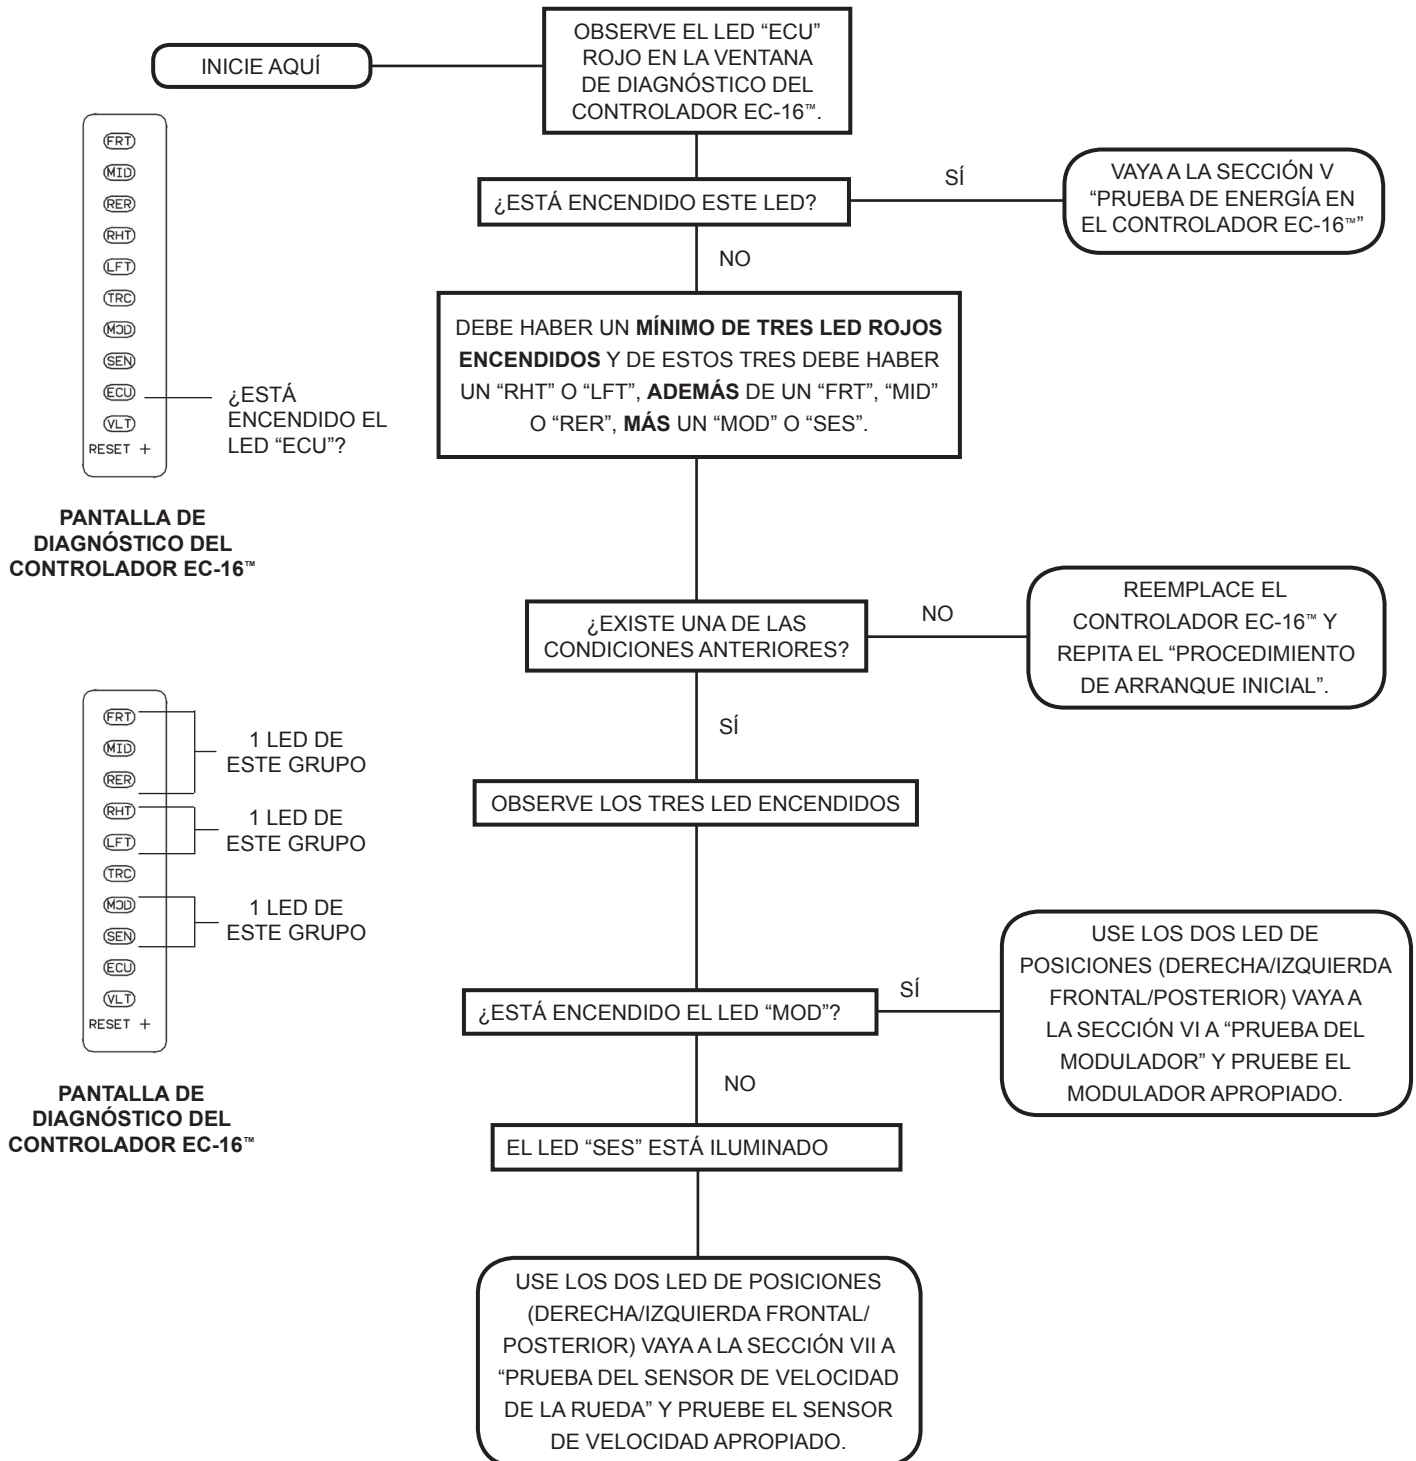 INICIE AQUÍ
OBSERVE EL LED “ECU”
ROJO EN LA VENTANA
DE DIAGNÓSTICO DEL
CONTROLADOR EC-16™.
¿ESTÁ ENCENDIDO ESTE LED?
SÍ
VAYA A LA SECCIÓN V
“PRUEBA DE ENERGÍA EN
EL CONTROLADOR EC-16™”
NO
FRT
MID
RER
RHT
LFT
TRC
MOD
SEN
ECU
VLT
RESET +
¿ESTÁ
ENCENDIDO EL
LED “ECU”?
PANTALLA DE
DIAGNÓSTICO DEL
CONTROLADOR EC-16™
DEBE HABER UN MÍNIMO DE TRES LED ROJOS
ENCENDIDOS Y DE ESTOS TRES DEBE HABER
UN “RHT” O “LFT”, ADEMÁS DE UN “FRT”, “MID”
O “RER”, MÁS UN “MOD” O “SES”.
¿EXISTE UNA DE LAS
CONDICIONES ANTERIORES?
NO
REEMPLACE EL
CONTROLADOR EC-16™ Y
REPITA EL “PROCEDIMIENTO
DE ARRANQUE INICIAL”.
SÍ
FRT
MID
RER
RHT
LFT
TRC
MOD
SEN
ECU
VLT
RESET +
1 LED DE
ESTE GRUPO
1 LED DE
ESTE GRUPO
1 LED DE
ESTE GRUPO
PANTALLA DE
DIAGNÓSTICO DEL
CONTROLADOR EC-16™
OBSERVE LOS TRES LED ENCENDIDOS
¿ESTÁ ENCENDIDO EL LED “MOD”?
SÍ
USE LOS DOS LED DE
POSICIONES (DERECHA/IZQUIERDA
FRONTAL/POSTERIOR) VAYA A
LA SECCIÓN VI A “PRUEBA DEL
MODULADOR” Y PRUEBE EL
MODULADOR APROPIADO.
NO
EL LED “SES” ESTÁ ILUMINADO
USE LOS DOS LED DE POSICIONES
(DERECHA/IZQUIERDA FRONTAL/
POSTERIOR) VAYA A LA SECCIÓN VII A
“PRUEBA DEL SENSOR DE VELOCIDAD
DE LA RUEDA” Y PRUEBE EL SENSOR
DE VELOCIDAD APROPIADO.